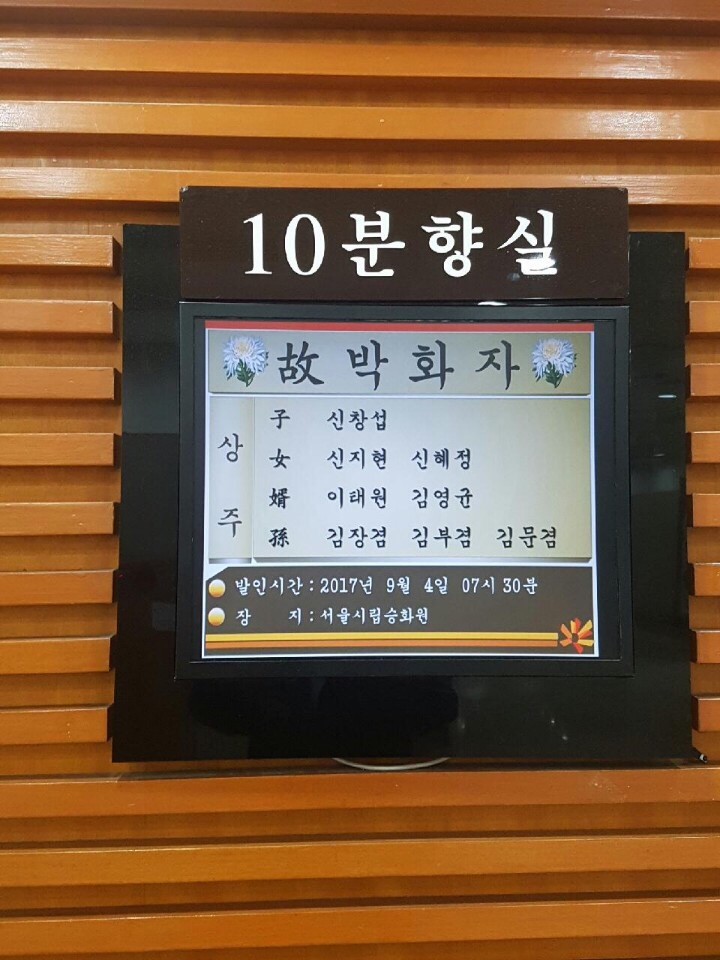 10분향실
故박화자
상주
子 신창섭
女 신지현 신혜정
婿 이태원 김영균
孫 김장겸 김부겸 김문겸
발인시간 : 2017년 9월 4일 07시 30분
장 지 : 서울시립승화원